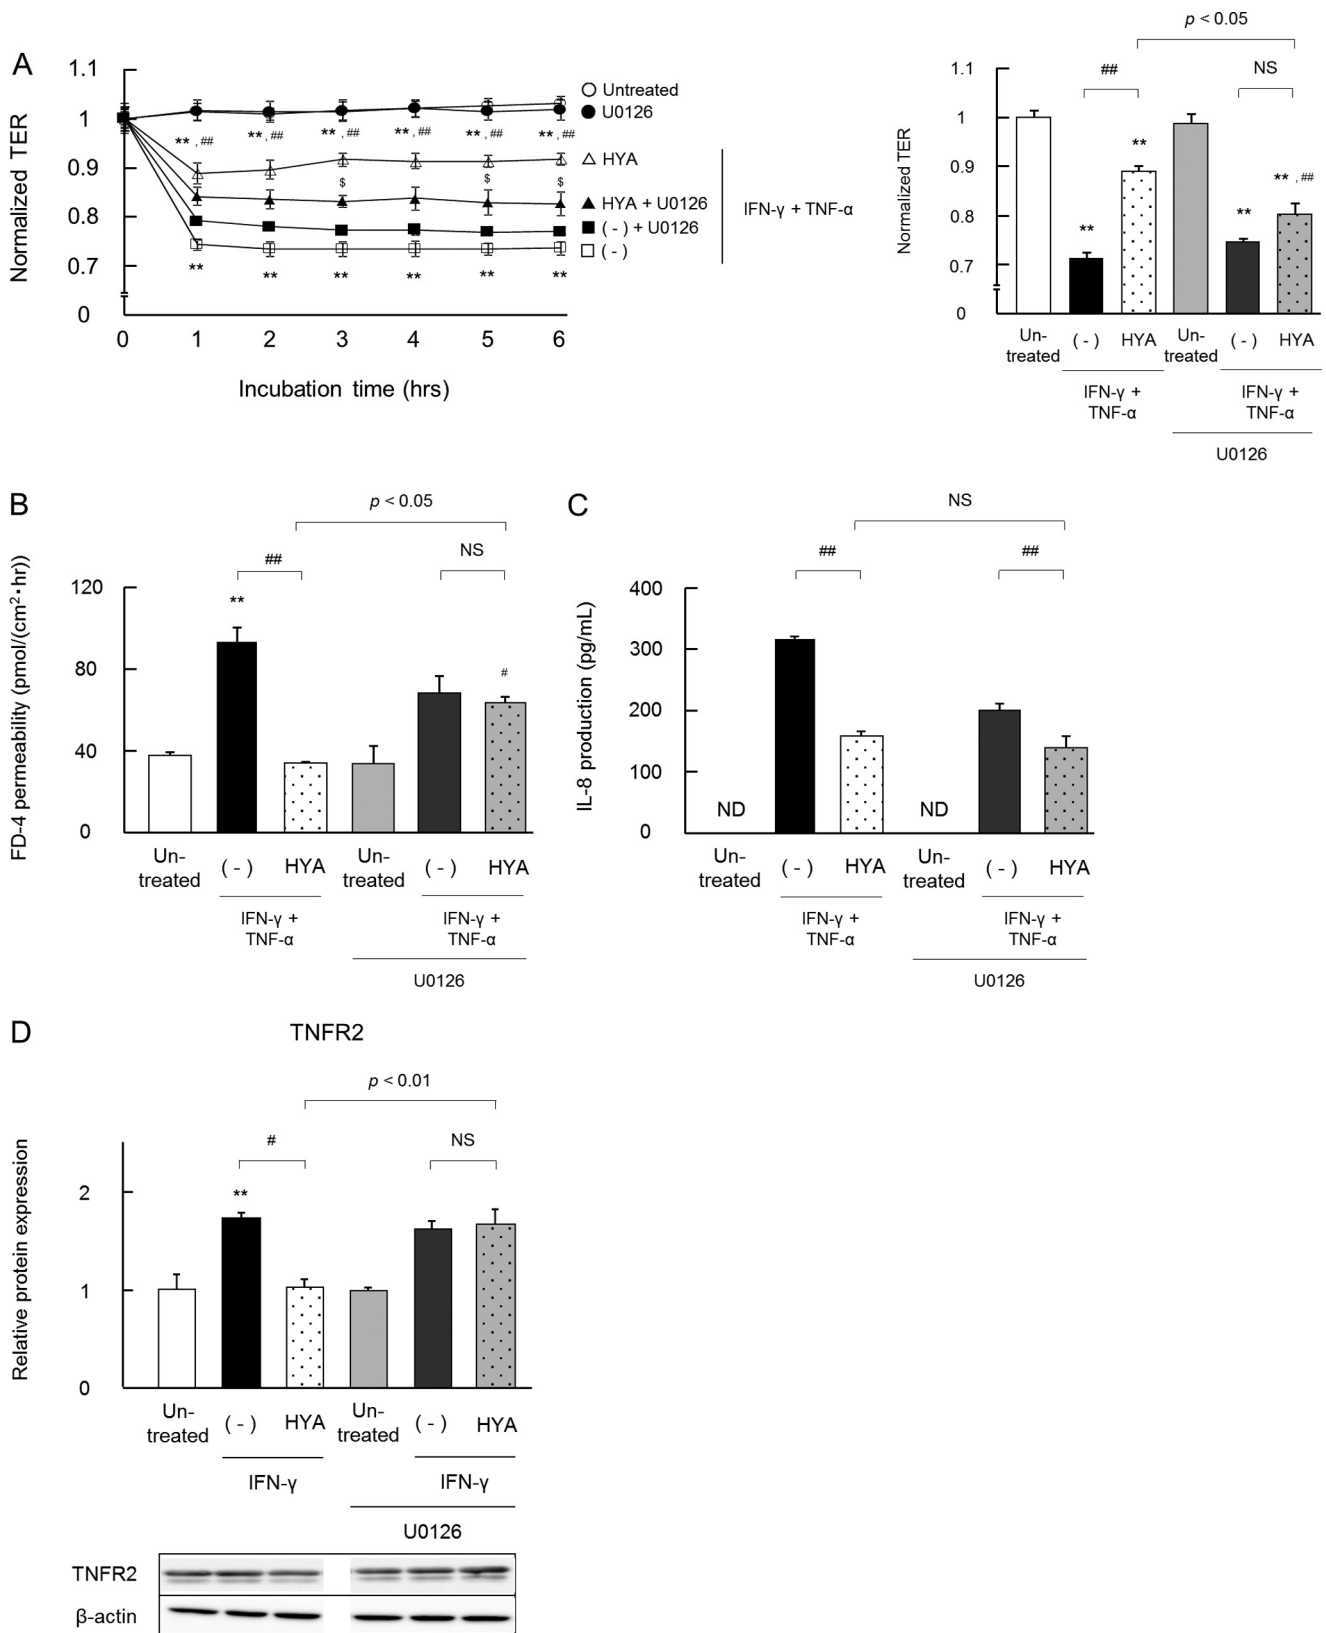 A
Normalized TER
1.1
1
0.9
0.8
0.7
0
0 1 2 3 4 5 6
Incubation time (hrs)
**, ## **, ## **, ## **, ## **, ## **, ##
$ $ $
** ** ** ** ** **
Untreated
U0126
HYA
HYA + U0126
( - ) + U0126
( - )
IFN-γ + TNF-α
p < 0.05
## NS
Normalized TER
1.1
1
0.9
0.8
0.7
0
** ** ** **, ##
Un-
treated
( - ) HYA
Un-
treated
( - ) HYA
IFN-γ +
TNF-α
IFN-γ +
TNF-α
U0126
B
p < 0.05
## NS
FD-4 permeability (pmol/(cm²·hr))
120
80
40
0
** #
Un-
treated
( - ) HYA
Un-
treated
( - ) HYA
IFN-γ +
TNF-α
IFN-γ +
TNF-α
U0126
C
NS
## ##
IL-8 production (pg/mL)
400
300
200
100
0
ND ND
Un-
treated
( - ) HYA
Un-
treated
( - ) HYA
IFN-γ +
TNF-α
IFN-γ +
TNF-α
U0126
D
TNFR2
p < 0.01
# NS
Relative protein expression
2
1
0
**
Un-
treated
( - ) HYA
Un-
treated
( - ) HYA
IFN-γ IFN-γ
U0126
TNFR2
β-actin